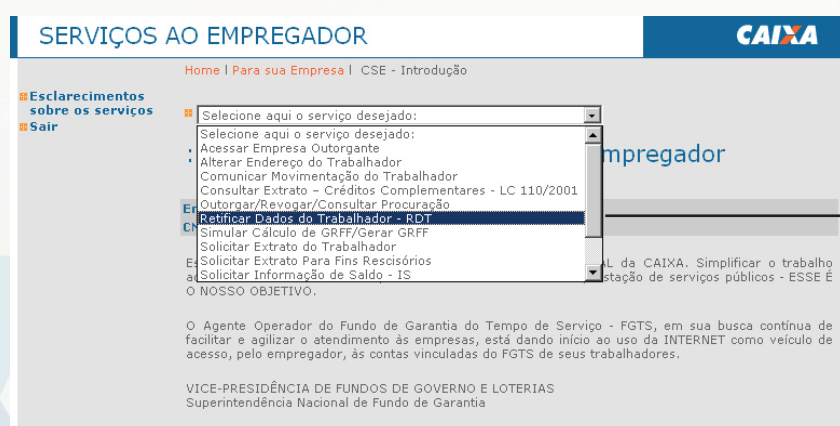 SERVIÇOS AO EMPREGADOR
CAIXA
Home | Para sua Empresa | CSE - Introdução
Esclarecimentos
sobre os serviços
Sair
Selecione aqui o serviço desejado:
Selecione aqui o serviço desejado:
Acessar Empresa Outorgante
Alterar Endereço do Trabalhador
Comunicar Movimentação do Trabalhador
Consultar Extrato – Créditos Complementares - LC 110/2001
Outorgar/Revogar/Consultar Procuração
Retificar Dados do Trabalhador - RDT
Simular Cálculo de GRFF/Gerar GRFF
Solicitar Extrato do Trabalhador
Solicitar Extrato Para Fins Rescisórios
Solicitar Informação de Saldo - IS
: mpregador
AL da CAIXA. Simplificar o trabalho
stação de serviços públicos - ESSE É
O NOSSO OBJETIVO.
O Agente Operador do Fundo de Garantia do Tempo de Serviço - FGTS, em sua busca contínua de
facilitar e agilizar o atendimento às empresas, está dando início ao uso da INTERNET como veículo de
acesso, pelo empregador, às contas vinculadas do FGTS de seus trabalhadores.
VICE-PRESIDÊNCIA DE FUNDOS DE GOVERNO E LOTERIAS
Superintendência Nacional de Fundo de Garantia